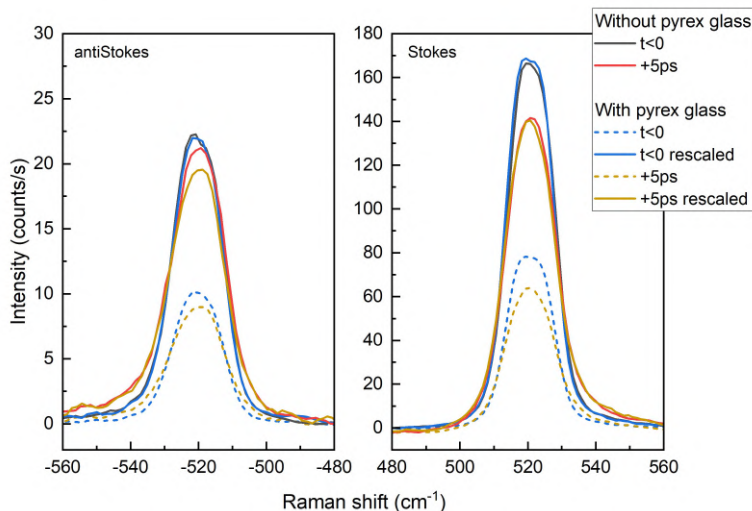 antiStokes
Stokes
Without pyrex glass
t<0
+5ps
With pyrex glass
t<0
t<0 rescaled
+5ps
+5ps rescaled
Intensity (counts/s)
30
25
20
15
10
5
0
180
160
140
120
100
80
60
40
20
0
-560
-540
-520
-500
-480
480
500
520
540
560
Raman shift (cm⁻¹)